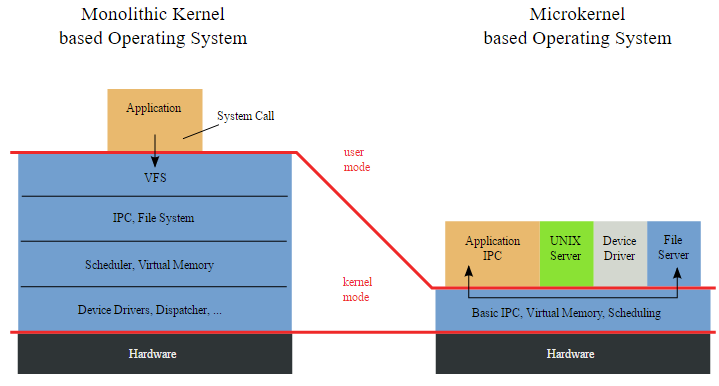 Monolithic Kernel
based Operating System
Microkernel
based Operating System
Application
System Call
VFS
user
mode
IPC, File System
Scheduler, Virtual Memory
Device Drivers, Dispatcher, ...
kernel
mode
Hardware
Application
IPC
UNIX
Server
Device
Driver
File
Server
Basic IPC, Virtual Memory, Scheduling
Hardware